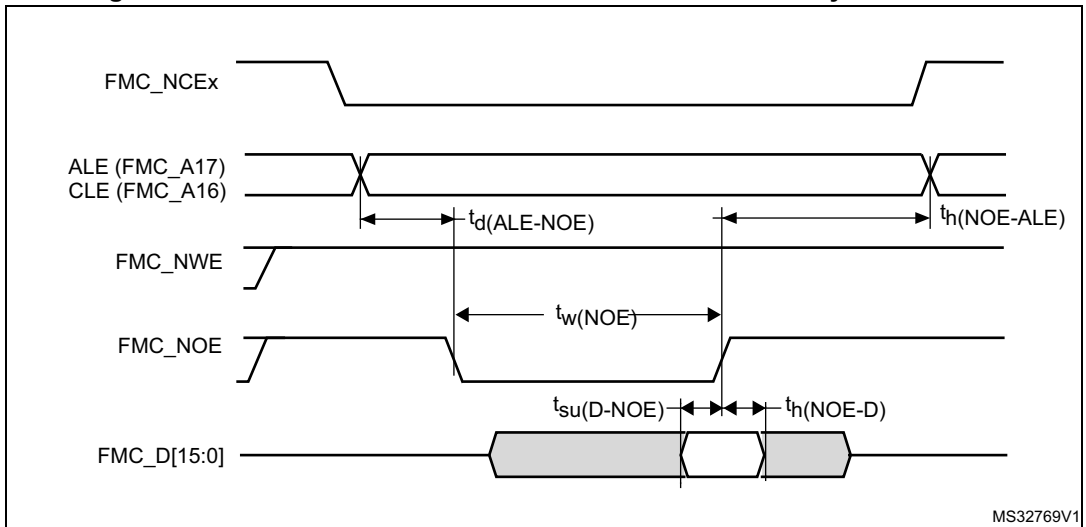 FMC_NCEx
ALE (FMC_A17)
CLE (FMC_A16)
td(ALE-NOE)
th(NOE-ALE)
FMC_NWE
tw(NOE)
FMC_NOE
tsu(D-NOE)
th(NOE-D)
FMC_D[15:0]
MS32769V1